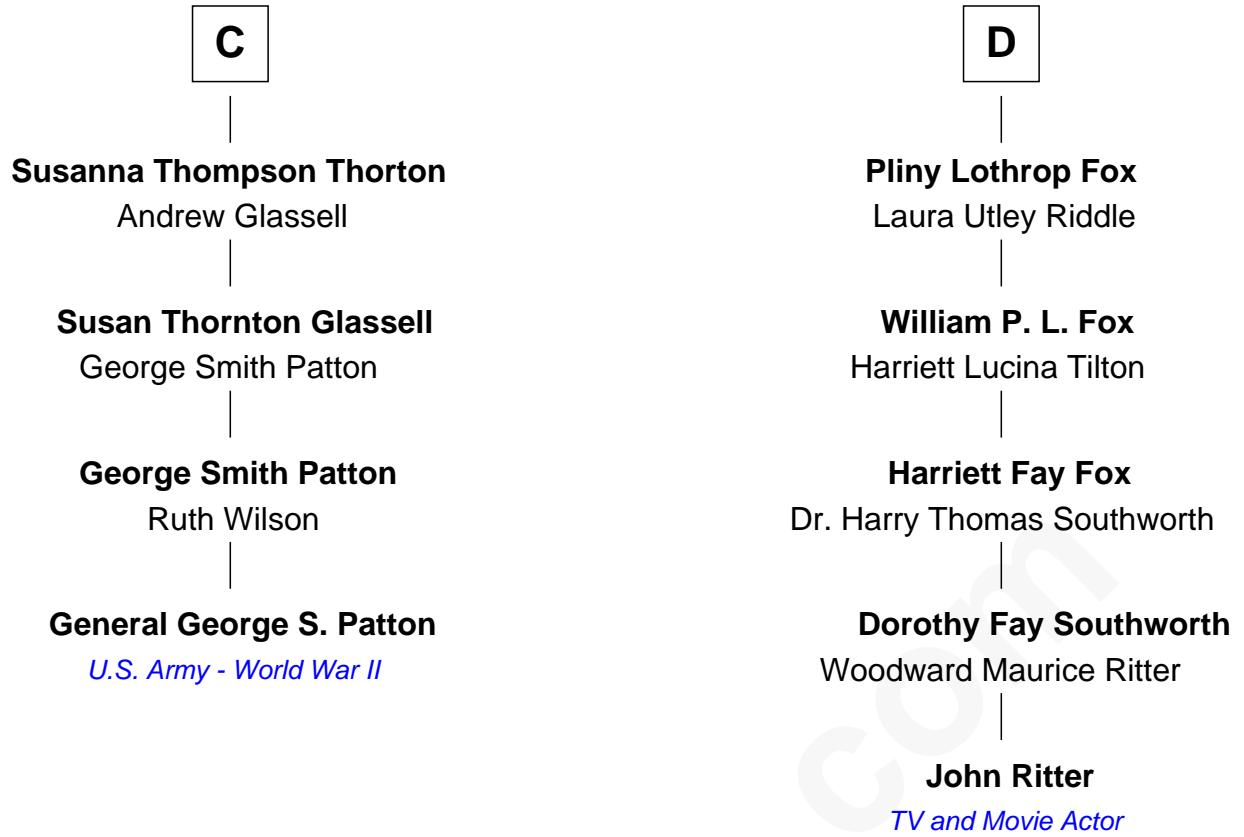 C
Susanna Thompson Thorton
Andrew Glassell
Susan Thornton Glassell
George Smith Patton
George Smith Patton
Ruth Wilson
General George S. Patton
U.S. Army - World War II
D
Pliny Lothrop Fox
Laura Utley Riddle
William P. L. Fox
Harriett Lucina Tilton
Harriett Fay Fox
Dr. Harry Thomas Southworth
Dorothy Fay Southworth
Woodward Maurice Ritter
John Ritter
TV and Movie Actor
com